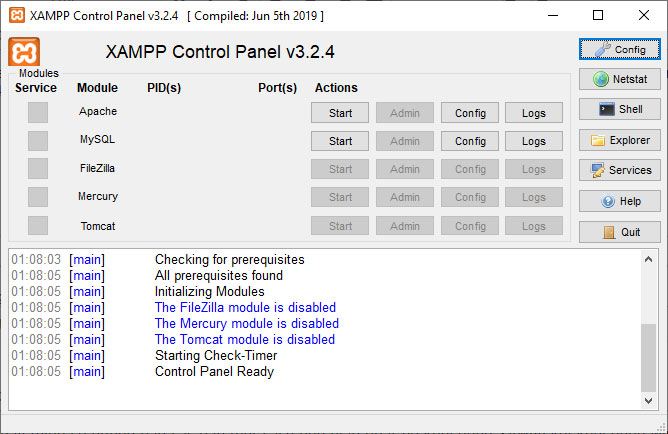 XAMPP Control Panel v3.2.4 [ Compiled: Jun 5th 2019 ]
XAMPP Control Panel v3.2.4
Config
Modules
Service Module PID(s) Port(s) Actions
Netstat
Apache Start Admin Config Logs
Shell
MySQL Start Admin Config Logs
Explorer
FileZilla Start Admin Config Logs
Services
Mercury Start Admin Config Logs
Help
Tomcat Start Admin Config Logs
Quit
01:08:03 [main] Checking for prerequisites
01:08:05 [main] All prerequisites found
01:08:05 [main] Initializing Modules
01:08:05 [main] The FileZilla module is disabled
01:08:05 [main] The Mercury module is disabled
01:08:05 [main] The Tomcat module is disabled
01:08:05 [main] Starting Check-Timer
01:08:05 [main] Control Panel Ready